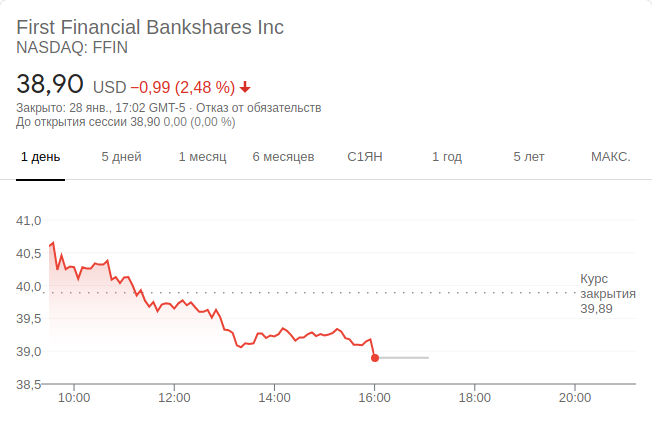 First Financial Bankshares Inc
NASDAQ: FFIN
38,90 USD −0,99 (2,48 %)
Закрыто: 28 янв., 17:02 GMT-5 · Отказ от обязательств
До открытия сессии 38,90 0,00 (0,00 %)
1 день 5 дней 1 месяц 6 месяцев С1ЯН 1 год 5 лет МАКС.
41,0
40,5
40,0
39,5
39,0
38,5
Курс
закрытия
39,89
10:00 12:00 14:00 16:00 18:00 20:00